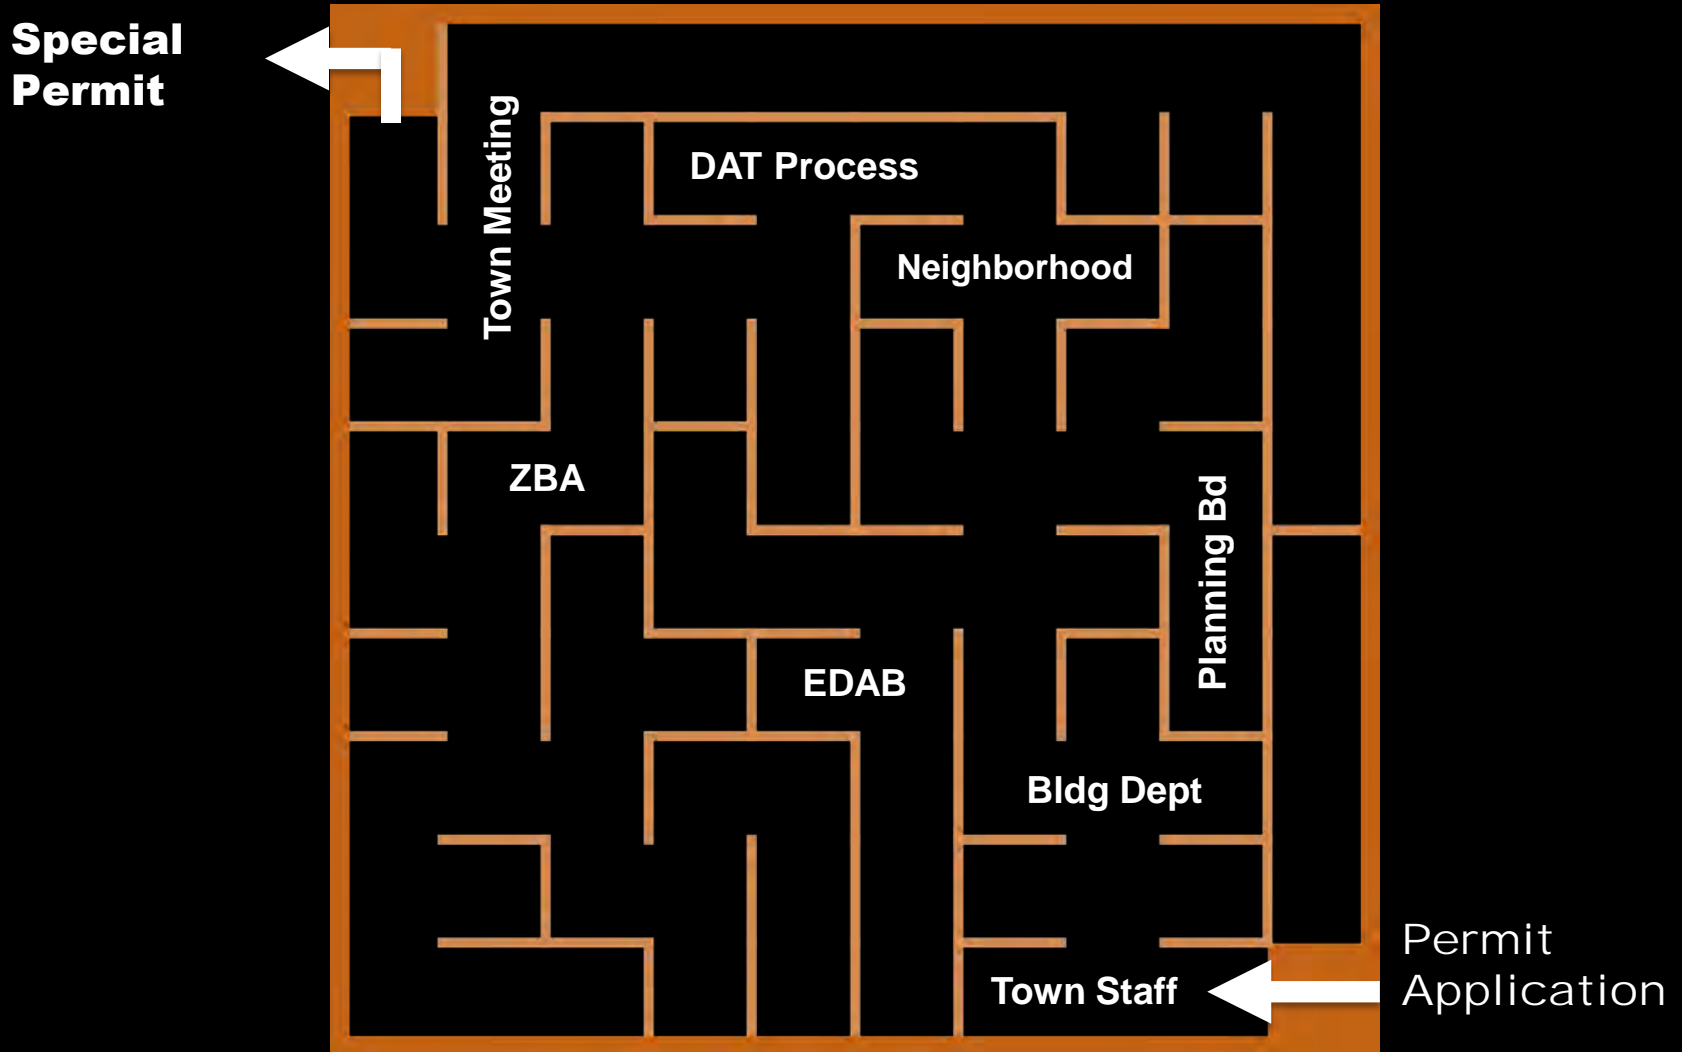 Special
Permit
Town Meeting
DAT Process
Neighborhood
ZBA
Planning Bd
EDAB
Bldg Dept
Town Staff
Permit
Application